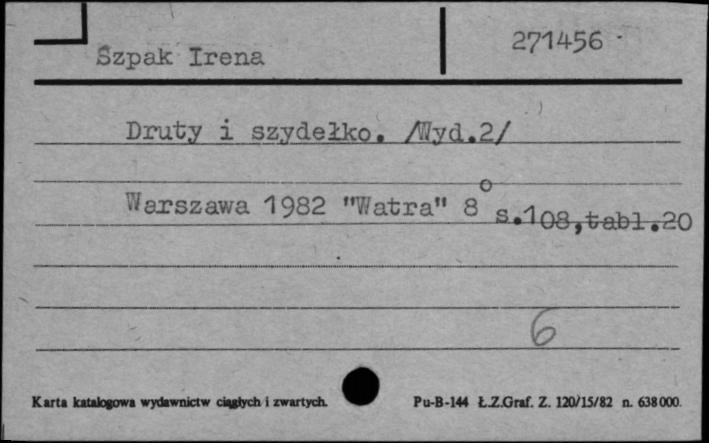 Szpak Irena
271456
Druty i szydełko. /Wyd.2/
Warszawa 1982 "Watra" 8° s.108,tabl.20
6
Karta katalogowa wydawnictw ciągłych i zwartych.
Pu-B-144 Ł.Z.Graf. Z. 120/15/82 n. 638000.